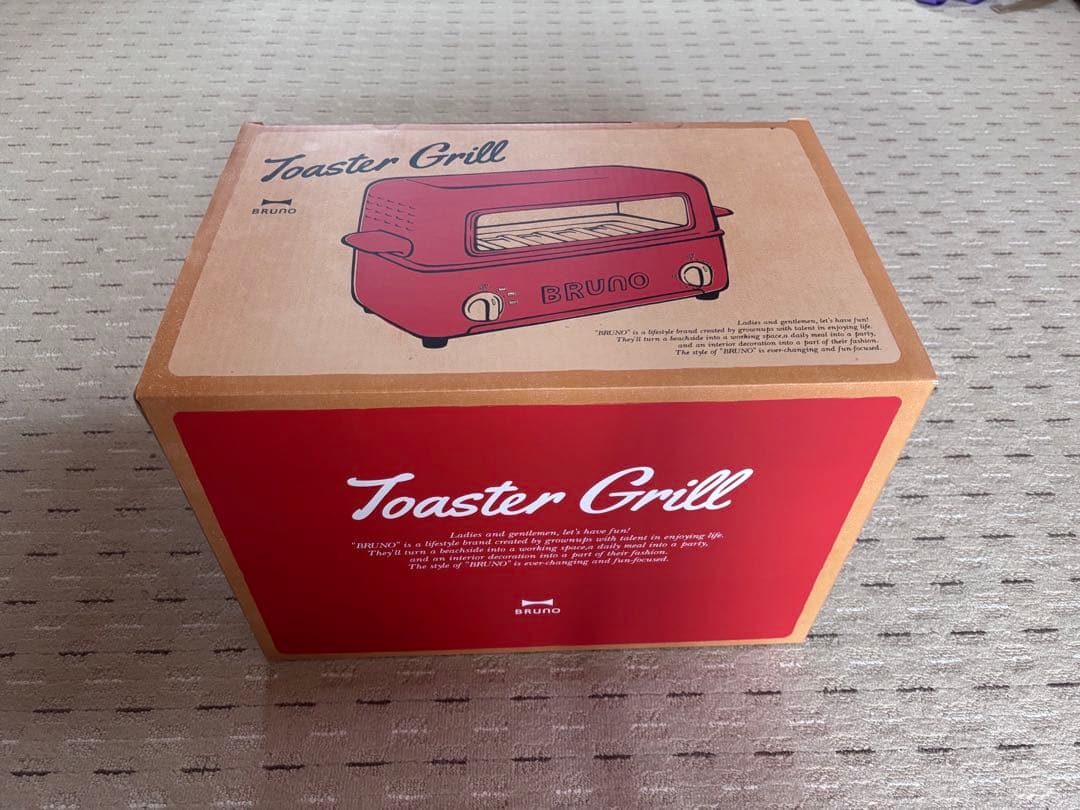 Toaster Grill
BRUNO
BRUNO
Ladies and gentlemen, let's have fun!
"BRUNO" is a lifestyle brand created by grownups with talent in enjoying life.
They'll turn a beachside into a working space,a daily meal into a party,
and an interior decoration into a part of their fashion.
The style of "BRUNO" is ever-changing and fun-focused.
Toaster Grill
Ladies and gentlemen, let's have fun!
"BRUNO" is a lifestyle brand created by grownups with talent in enjoying life.
They'll turn a beachside into a working space,a daily meal into a party,
and an interior decoration into a part of their fashion.
The style of "BRUNO" is ever-changing and fun-focused.
BRUNO